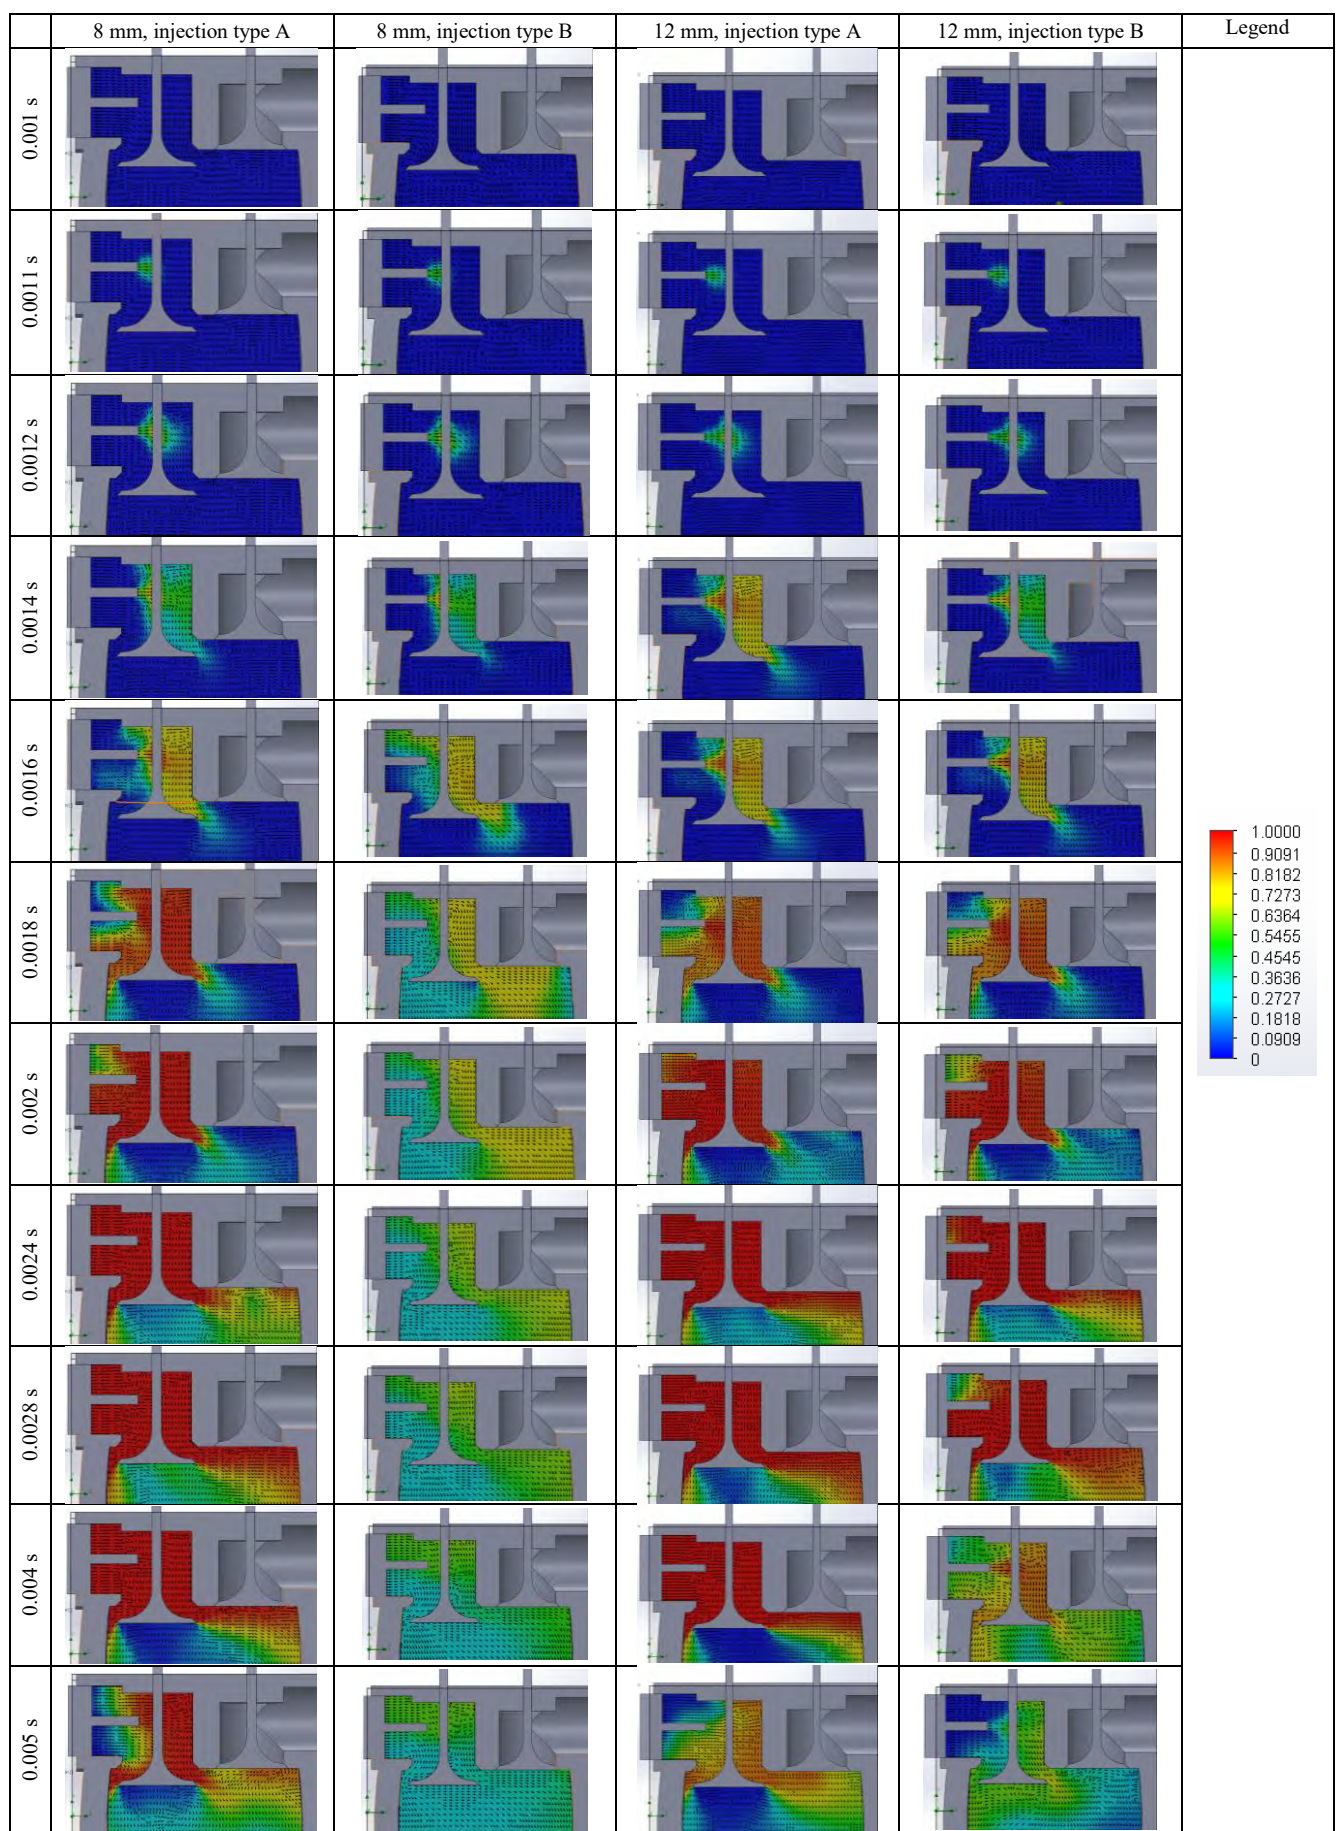 8 mm, injection type A 8 mm, injection type B 12 mm, injection type A 12 mm, injection type B Legend
0.001 s
0.0011 s
0.0012 s
0.0014 s
0.0016 s
0.0018 s
0.002 s
0.0024 s
0.0028 s
0.004 s
0.005 s
1.0000
0.9091
0.8182
0.7273
0.6364
0.5455
0.4545
0.3636
0.2727
0.1818
0.0909
0